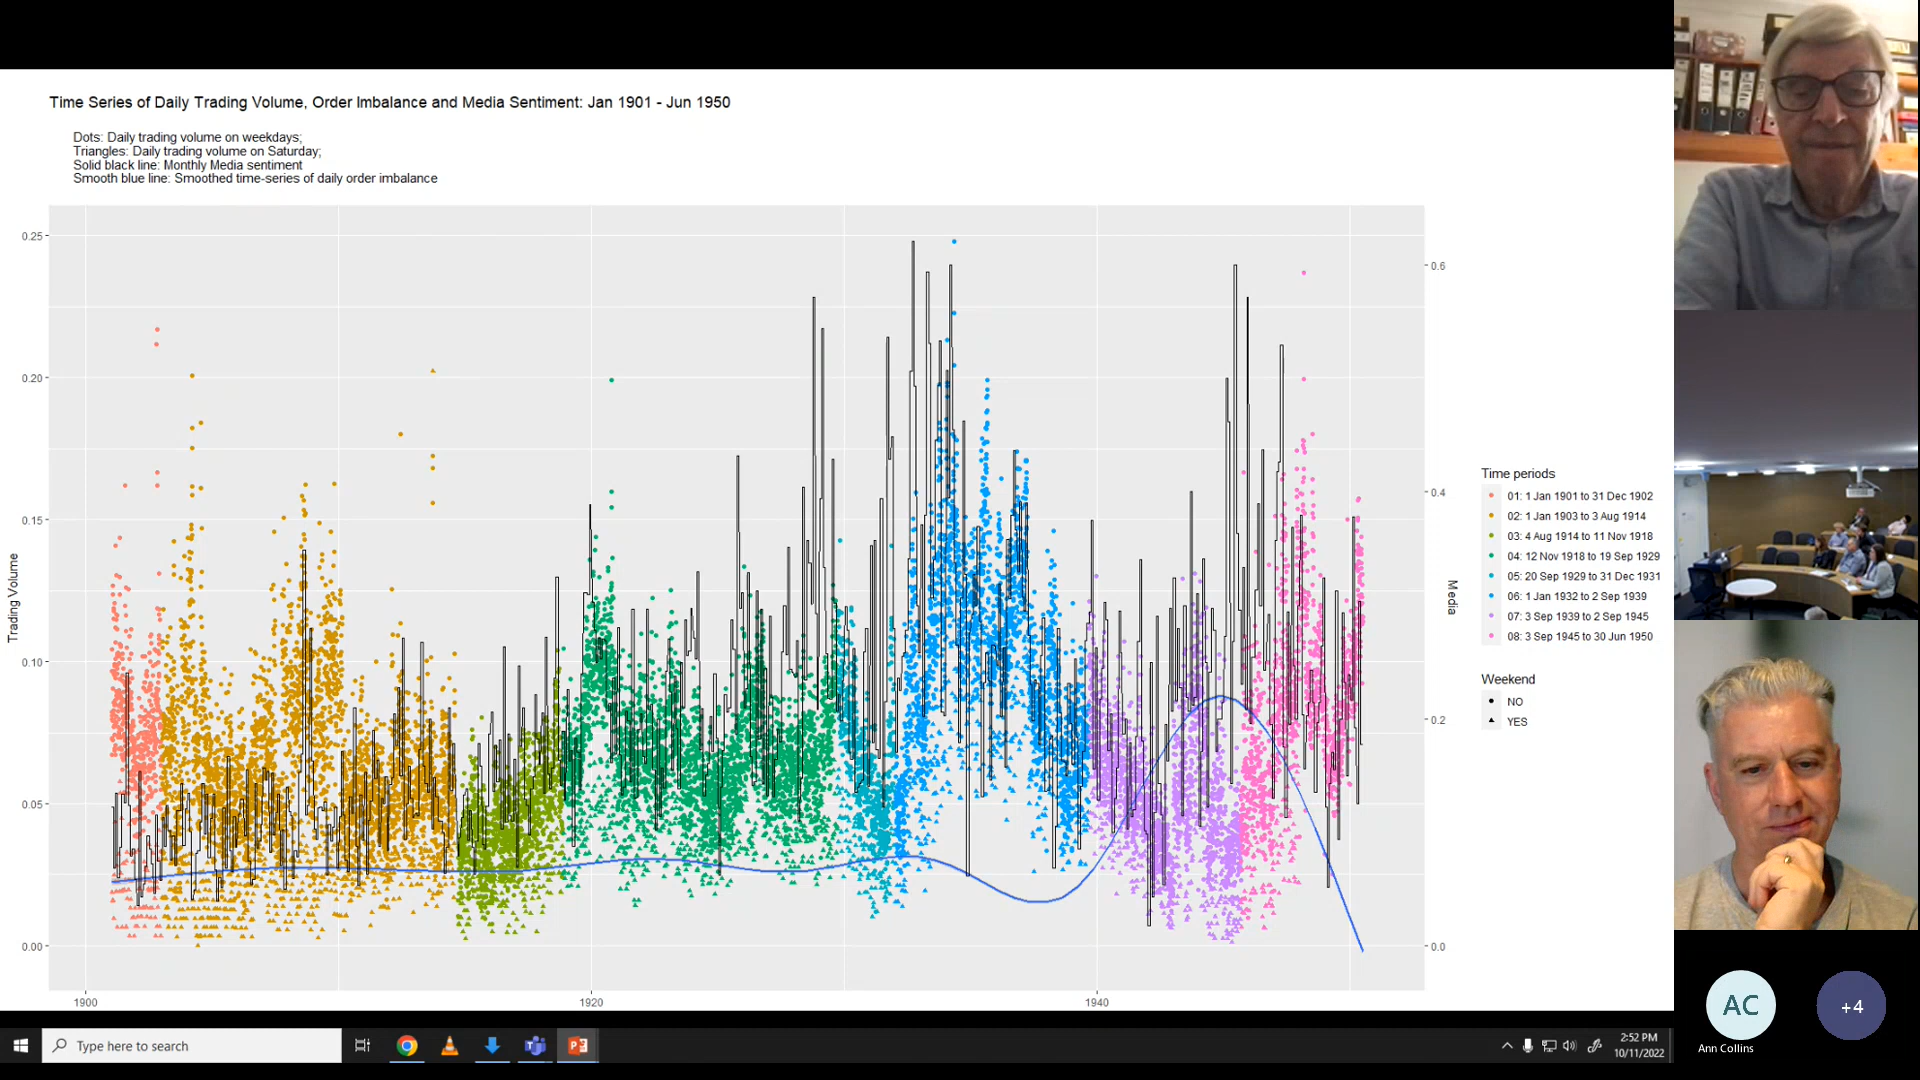 Time Series of Daily Trading Volume, Order Imbalance and Media Sentiment: Jan 1901 - Jun 1950
Dots: Daily trading volume on weekdays;
Triangles: Daily trading volume on Saturday;
Solid black line: Monthly Media sentiment
Smooth blue line: Smoothed time-series of daily order imbalance
0.25
0.20
0.15
0.10
0.05
0.00
Trading Volume
1900
1920
1940
0.6
0.4
0.2
0.0
Media
Time periods
01: 1 Jan 1901 to 31 Dec 1902
02: 1 Jan 1903 to 3 Aug 1914
03: 4 Aug 1914 to 11 Nov 1918
04: 12 Nov 1918 to 19 Sep 1929
05: 20 Sep 1929 to 31 Dec 1931
06: 1 Jan 1932 to 2 Sep 1939
07: 3 Sep 1939 to 2 Sep 1945
08: 3 Sep 1945 to 30 Jun 1950
Weekend
NO
YES
AC
+4
Ann Collins
Type here to search
2:52 PM
10/11/2022